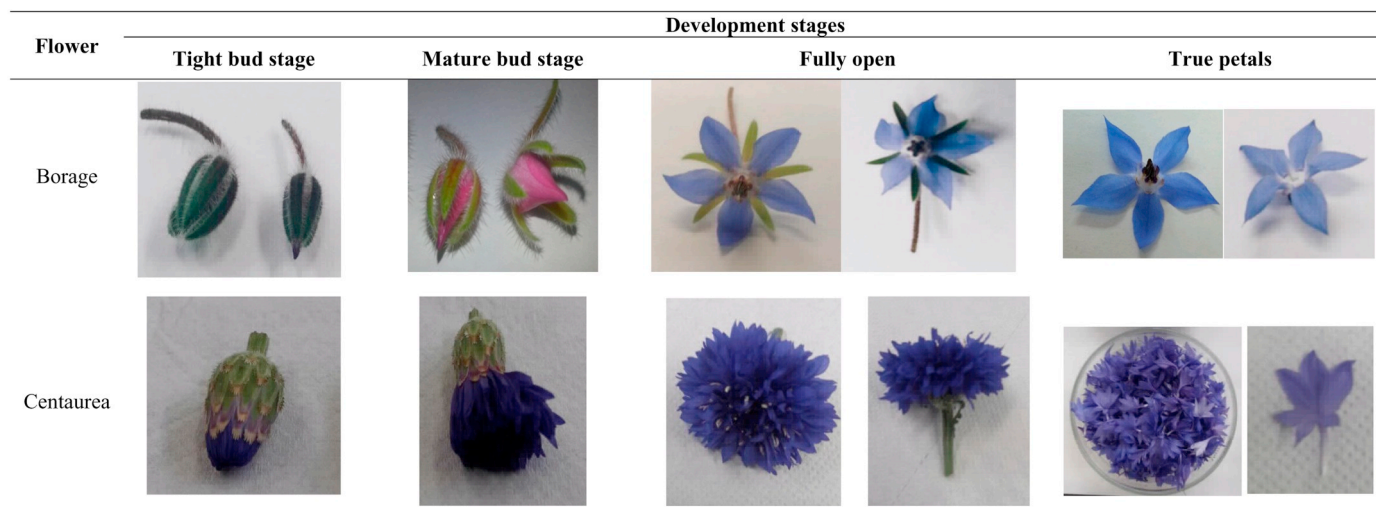 Flower
Development stages
Tight bud stage
Mature bud stage
Fully open
True petals
Borage
Centaurea